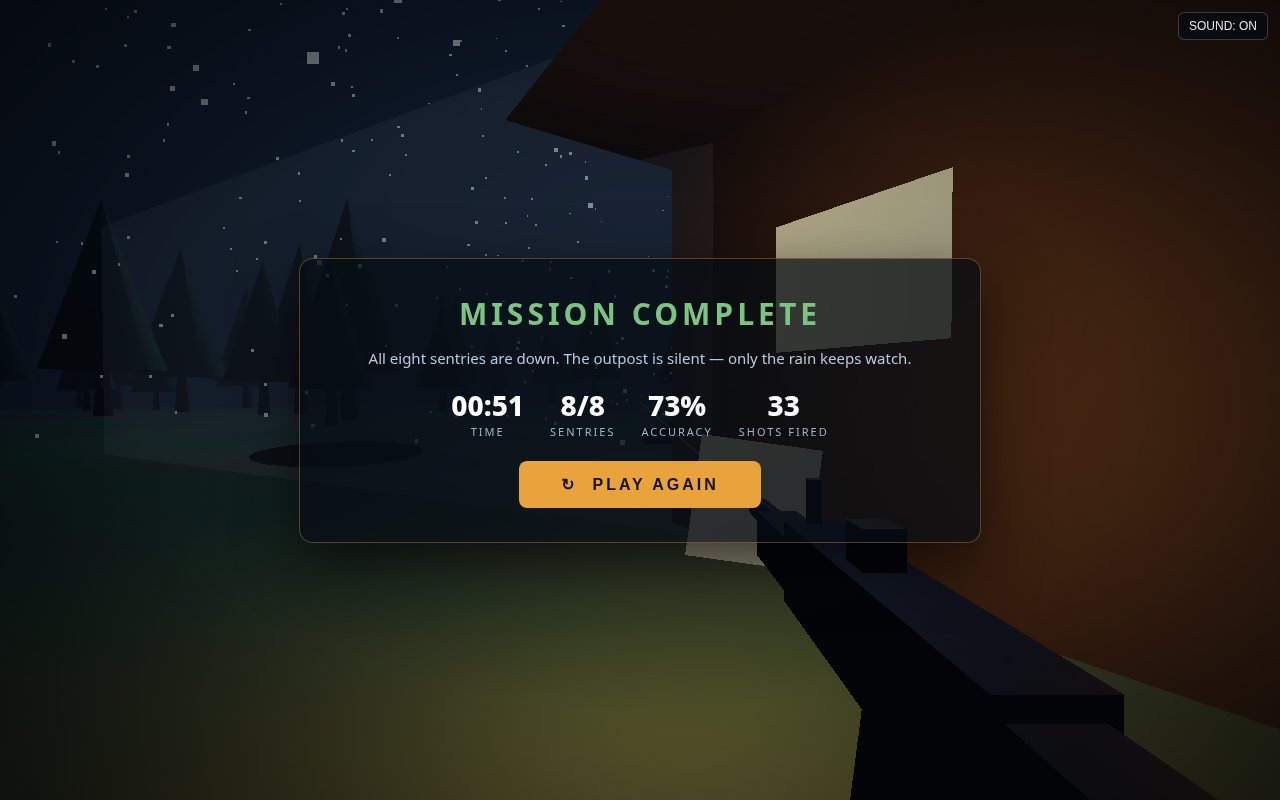 SOUND: ON
MISSION COMPLETE
All eight sentries are down. The outpost is silent — only the rain keeps watch.
00:51 8/8 73% 33
TIME SENTRIES ACCURACY SHOTS FIRED
↻ PLAY AGAIN